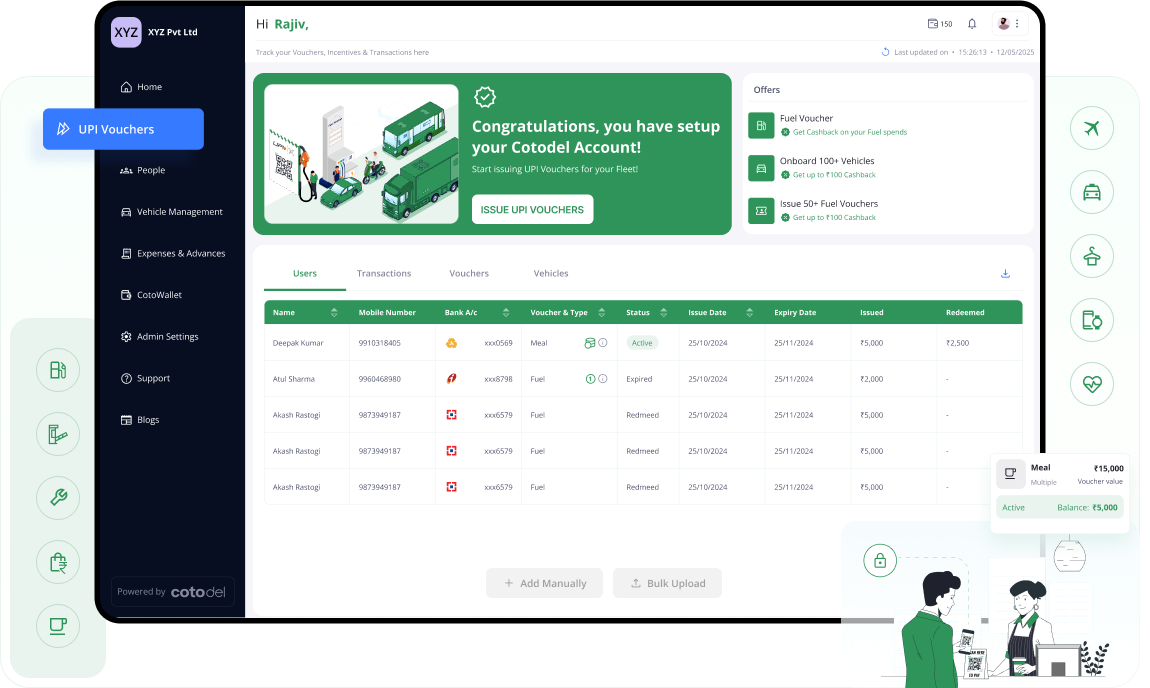 XYZ
XYZ Pvt Ltd
Home
UPI Vouchers
People
Vehicle Management
Expenses & Advances
CotoWallet
Admin Settings
Support
Blogs
Powered by cotodel
Hi Rajiv,
150
Track your Vouchers, Incentives & Transactions here
Last updated on • 15:26:13 • 12/05/2025
Congratulations, you have setup
your Cotodel Account!
Start issuing UPI Vouchers for your Fleet!
ISSUE UPI VOUCHERS
Offers
Fuel Voucher
Get Cashback on your Fuel spends
Onboard 100+ Vehicles
Get up to ₹100 Cashback
Issue 50+ Fuel Vouchers
Get up to ₹100 Cashback
Users Transactions Vouchers Vehicles
Name Mobile Number Bank A/c Voucher & Type Status Issue Date Expiry Date Issued Redeemed
Deepak Kumar 9910318405 xxx0569 Meal Active 25/10/2024 25/11/2024 ₹5,000 ₹2,500
Atul Sharma 9960468980 xxx8798 Fuel 1 Expired 25/10/2024 25/11/2024 ₹2,000 -
Akash Rastogi 9873949187 xxx6579 Fuel Redmeed 25/10/2024 25/11/2024 ₹5,000 -
Akash Rastogi 9873949187 xxx6579 Fuel Redmeed 25/10/2024 25/11/2024 ₹5,000 -
Akash Rastogi 9873949187 xxx6579 Fuel Redmeed 25/10/2024 25/11/2024 ₹5,000 -
+ Add Manually
Bulk Upload
Meal ₹15,000
Multiple Voucher value
Active Balance: ₹5,000
SCAN HERE
TO PAY